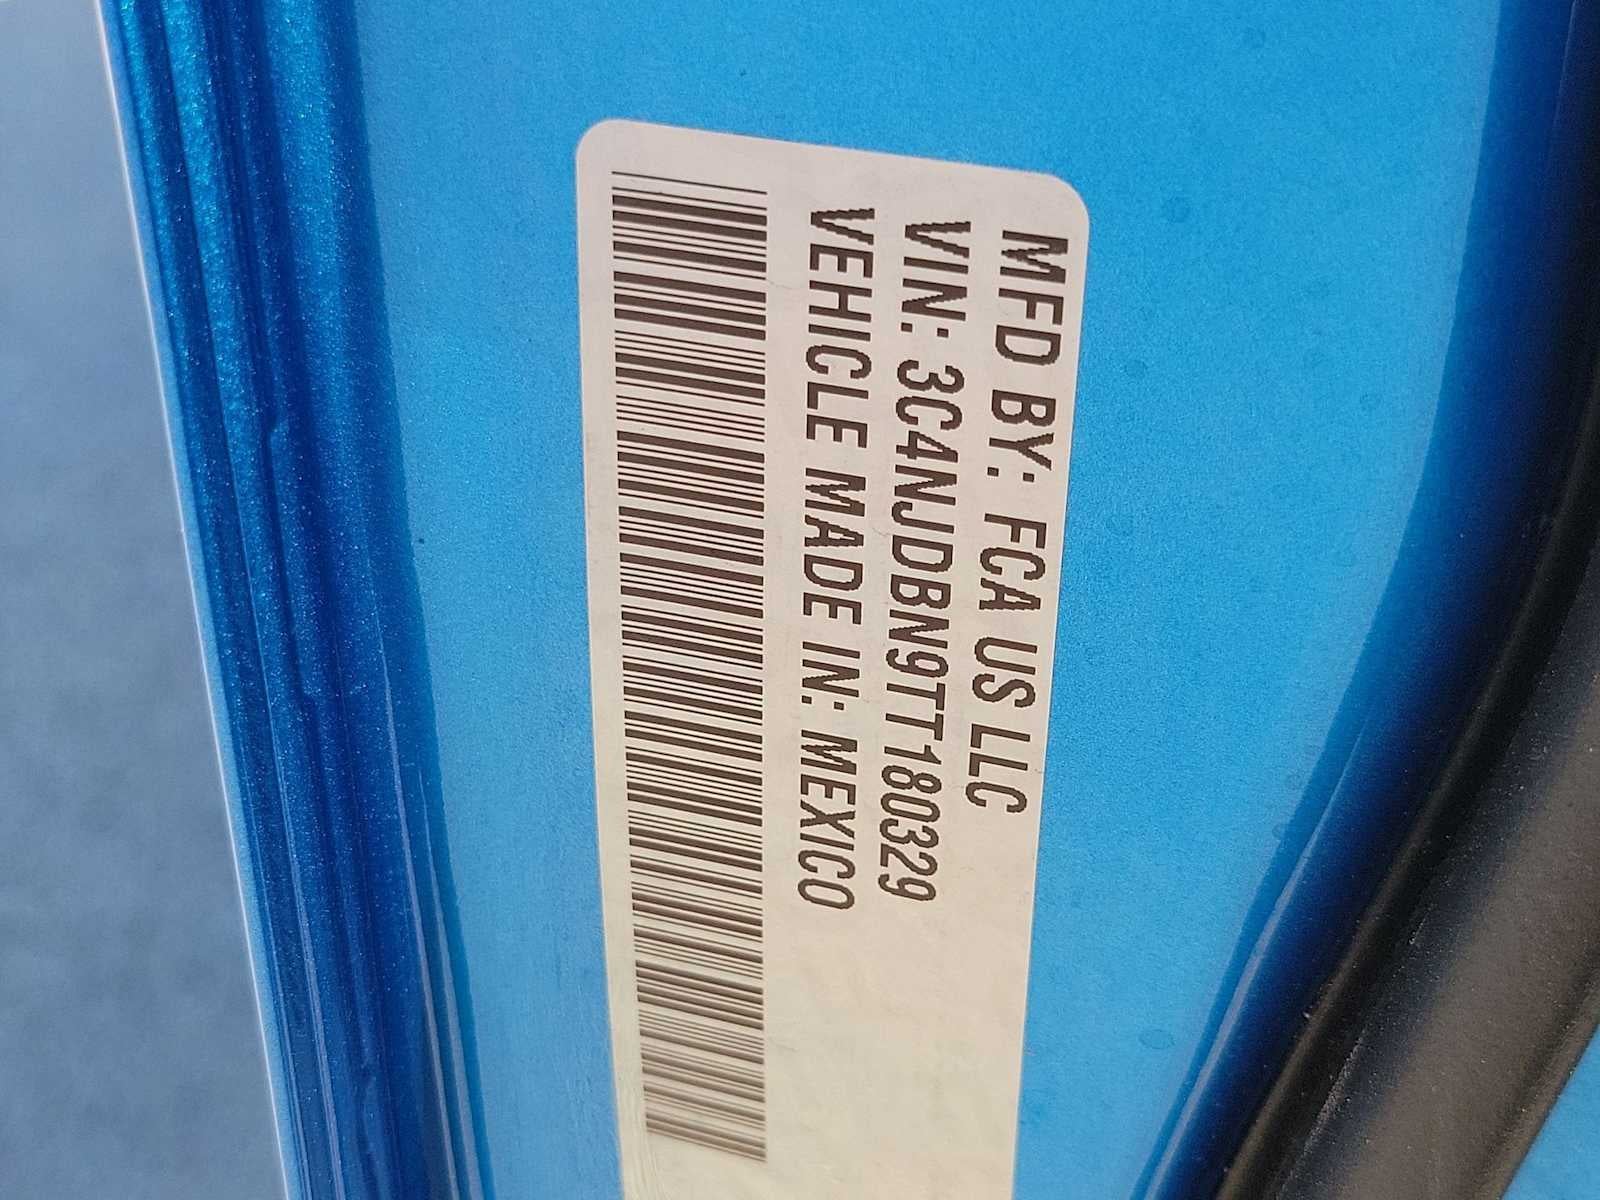 MFD BY: FCA US LLC
VIN: 3C4NJDBN9TT180329
VEHICLE MADE IN: MEXICO